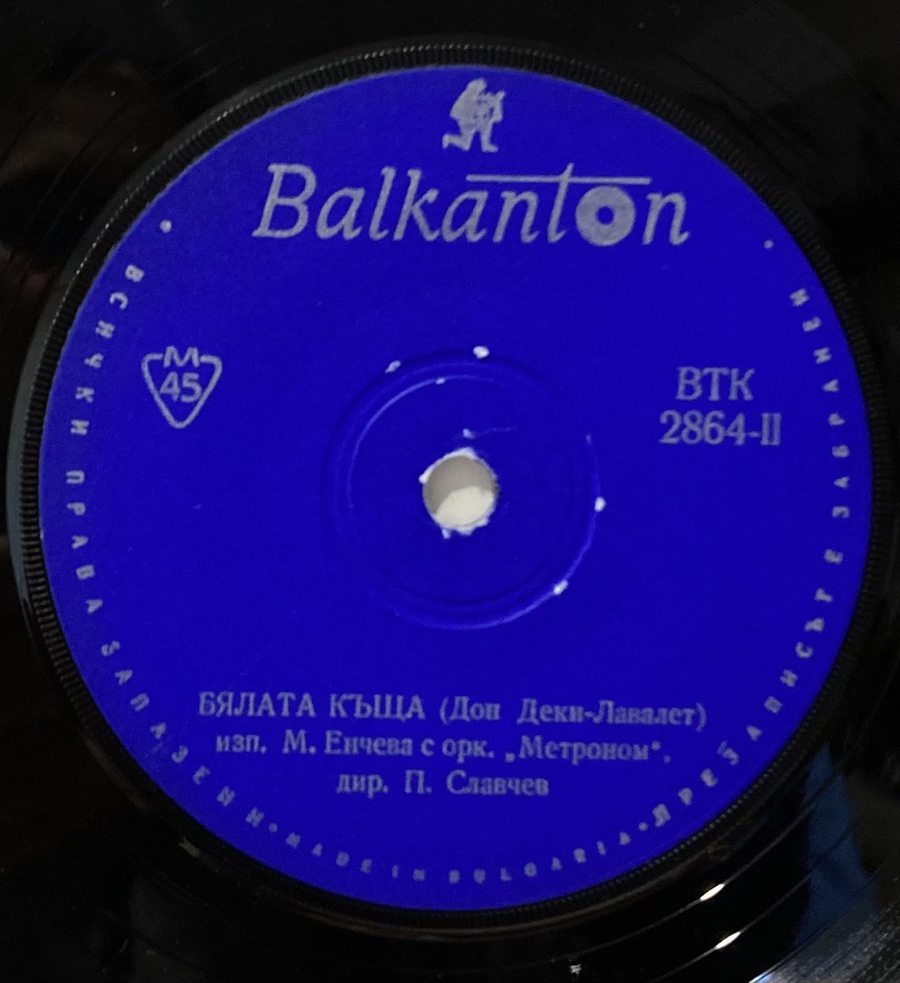 Balkanton
М
45
ВТК
2864-II
БЯЛАТА КЪЩА (Доп Деки-Лавалет)
изп. М. Енчева с орк. „Метроном“,
дир. П. Славчев
• ВСИЧКИ ПРАВА ЗАПАЗЕНИ • MADE IN BULGARIA • ПРЕЗАПИСЪТ Е ЗАБРАНЕН •